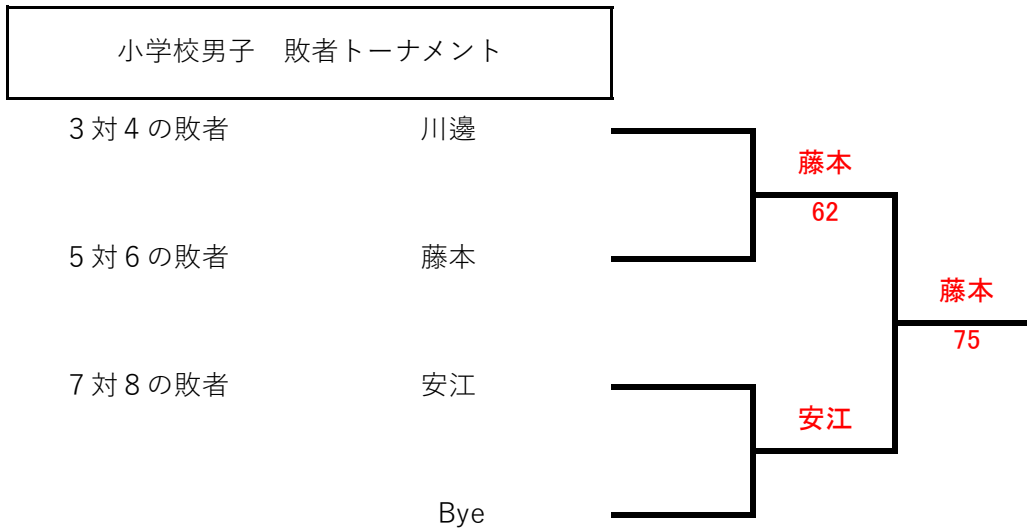 小学校男子　敗者トーナメント
3対4の敗者　川邊
藤本
62
5対6の敗者　藤本
藤本
75
7対8の敗者　安江
安江
Bye